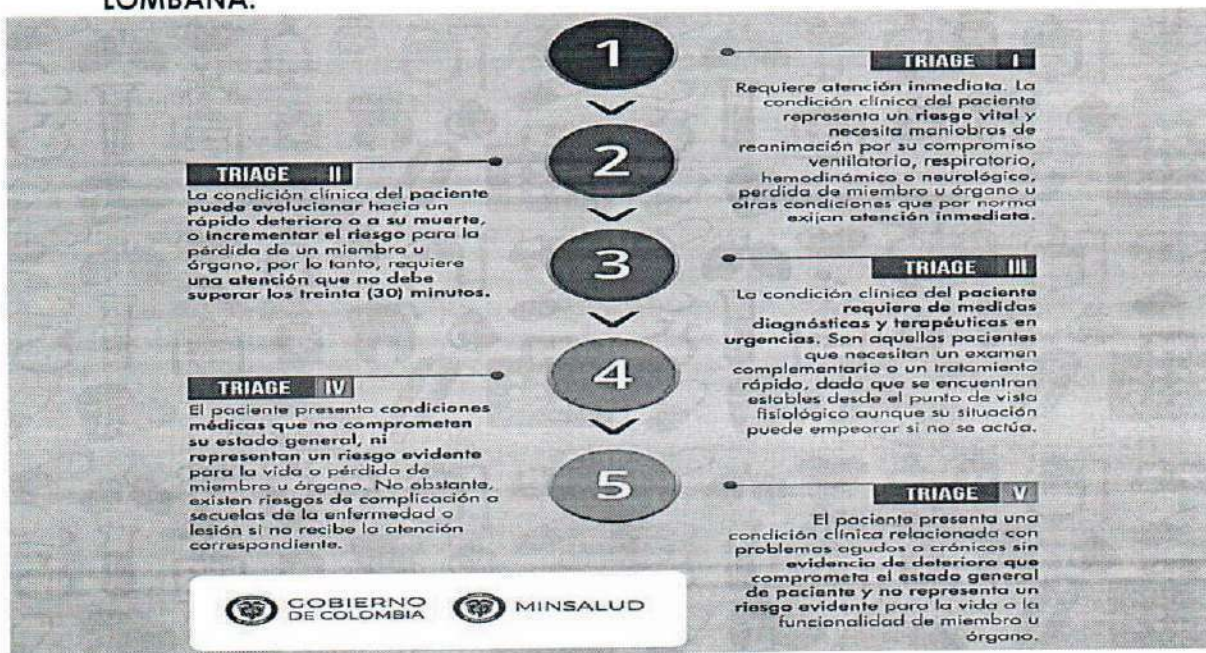 LOMBANA.
1
TRIAGE I
Requiere atención inmediata. La
condición clínica del paciente
representa un riesgo vital y
necesita maniobras de
reanimación por su compromiso
ventilatorio, respiratorio,
hemodinámico o neurológico,
perdida de miembro u órgano u
otras condiciones que por norma
exijan atención inmediata.
2
TRIAGE II
La condición clínica del paciente
puede evolucionar hacia un
rápido deterioro o a su muerte,
o incrementar el riesgo para la
pérdida de un miembro u
órgano, por lo tanto, requiere
una atención que no debe
superar los treinta (30) minutos.
3
TRIAGE III
La condición clínica del paciente
requiere de medidas
diagnósticas y terapéuticas en
urgencias. Son aquellos pacientes
que necesitan un examen
complementario o un tratamiento
rápido, dado que se encuentran
estables desde el punto de vista
fisiológico aunque su situación
puede empeorar si no se actúa.
4
TRIAGE IV
El paciente presenta condiciones
médicas que no comprometen
su estado general, ni
representan un riesgo evidente
para la vida o pérdida de
miembro u órgano. No obstante,
existen riesgos de complicación o
secuelas de la enfermedad o
lesión si no recibe la atención
correspondiente.
5
TRIAGE V
El paciente presenta una
condición clínica relacionada con
problemas agudos o crónicos sin
evidencia de deterioro que
comprometa el estado general
de paciente y no representa un
riesgo evidente para la vida o la
funcionalidad de miembro u
órgano.
GOBIERNO
DE COLOMBIA
MINSALUD